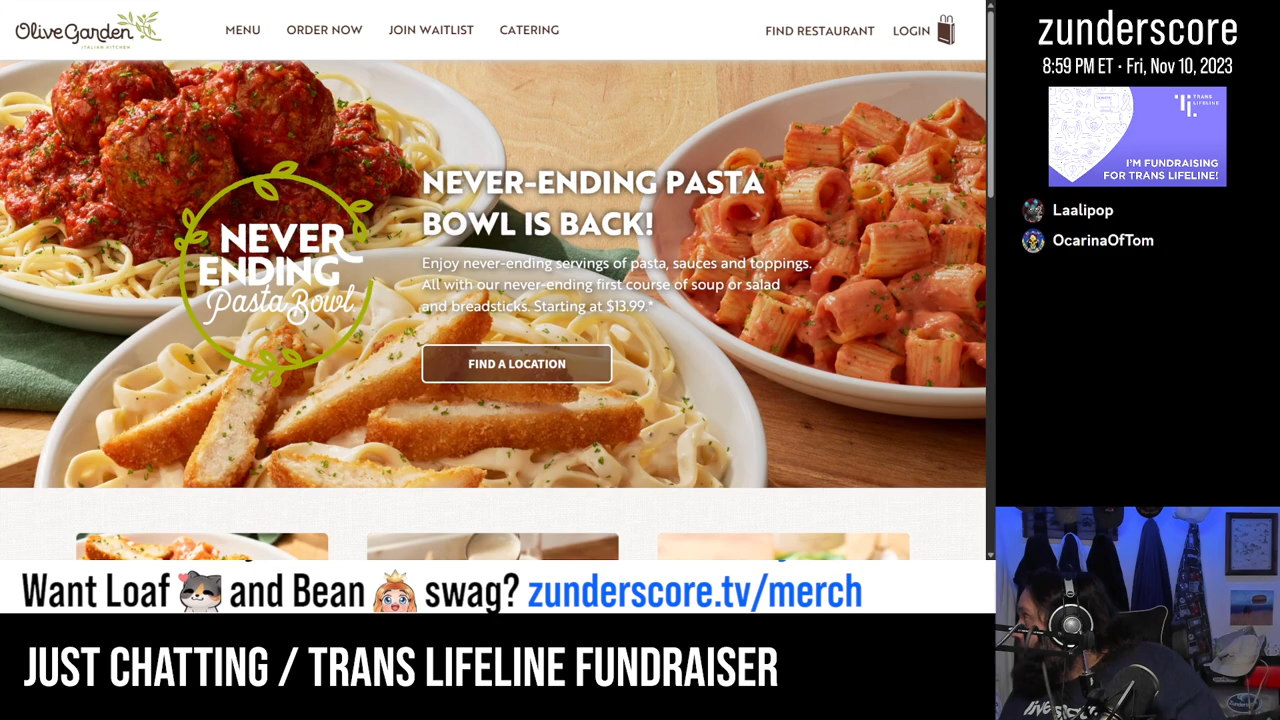 Olive Garden
ITALIAN KITCHEN
MENU
ORDER NOW
JOIN WAITLIST
CATERING
FIND RESTAURANT
LOGIN
NEVER
ENDING
Pasta Bowl
NEVER-ENDING PASTA
BOWL IS BACK!
Enjoy never-ending servings of pasta, sauces and toppings.
All with our never-ending first course of soup or salad
and breadsticks. Starting at $13.99.*
FIND A LOCATION
zunderscore
8:59 PM ET · Fri, Nov 10, 2023
TRANS
LIFELINE
I'M FUNDRAISING
FOR TRANS LIFELINE!
Laalipop
OcarinaOfTom
Want Loaf and Bean swag? zunderscore.tv/merch
JUST CHATTING / TRANS LIFELINE FUNDRAISER